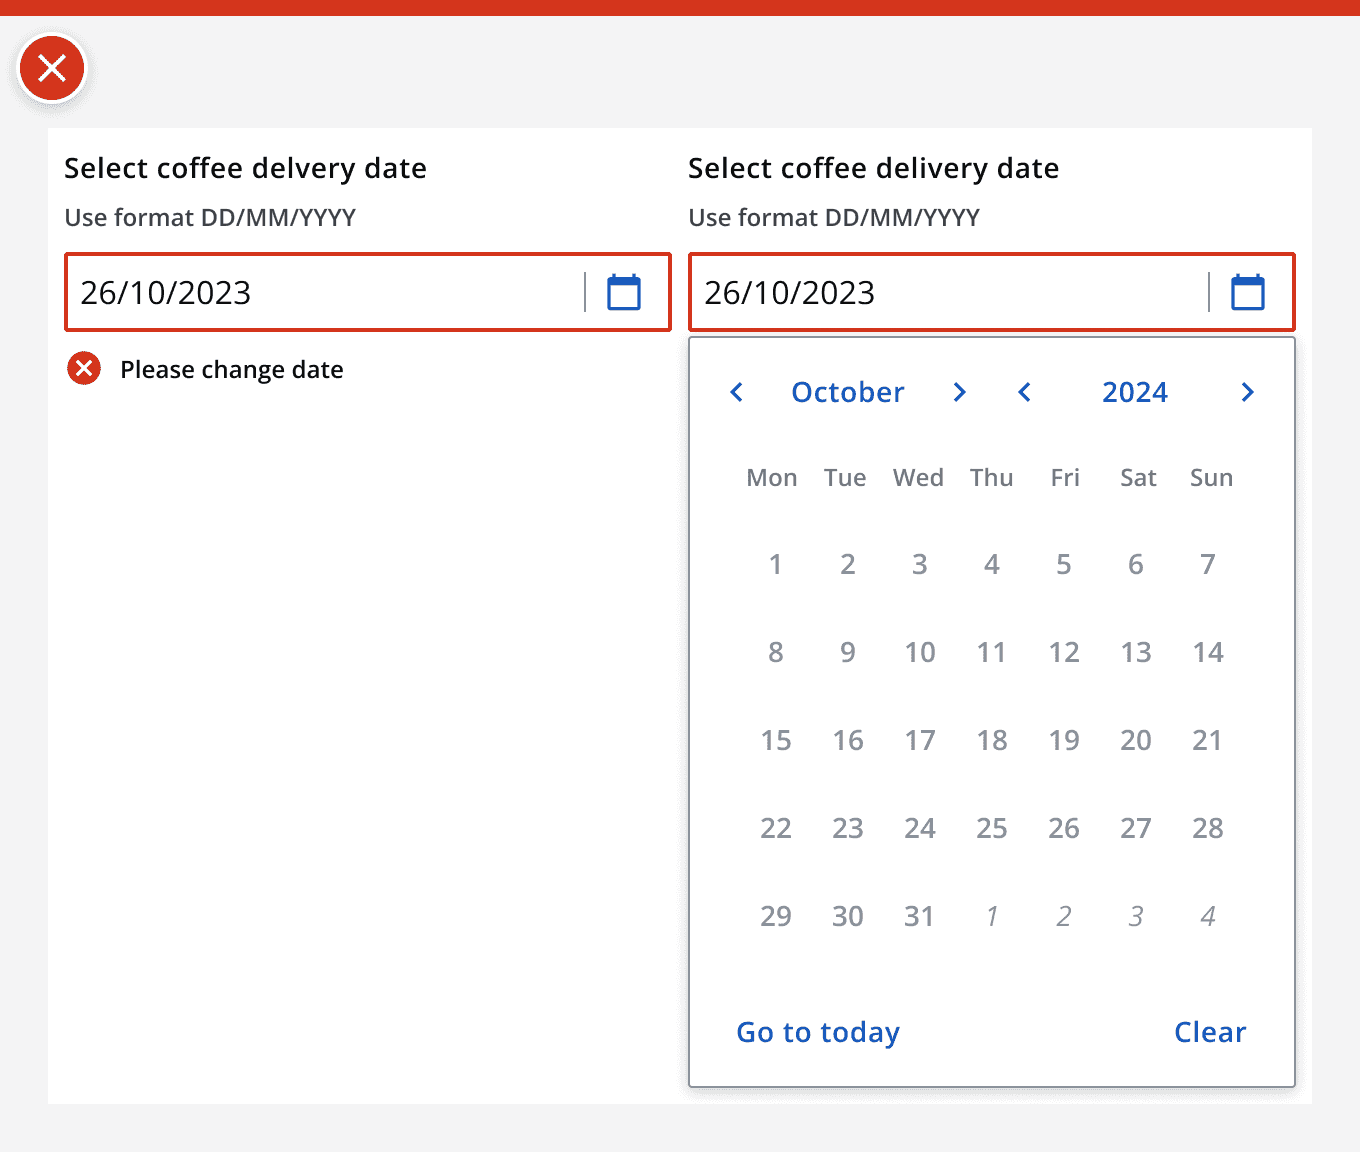 Select coffee delvery date
Use format DD/MM/YYYY
26/10/2023
Please change date
Select coffee delivery date
Use format DD/MM/YYYY
26/10/2023
October 2024
Mon Tue Wed Thu Fri Sat Sun
1 2 3 4 5 6 7
8 9 10 11 12 13 14
15 16 17 18 19 20 21
22 23 24 25 26 27 28
29 30 31 1 2 3 4
Go to today Clear